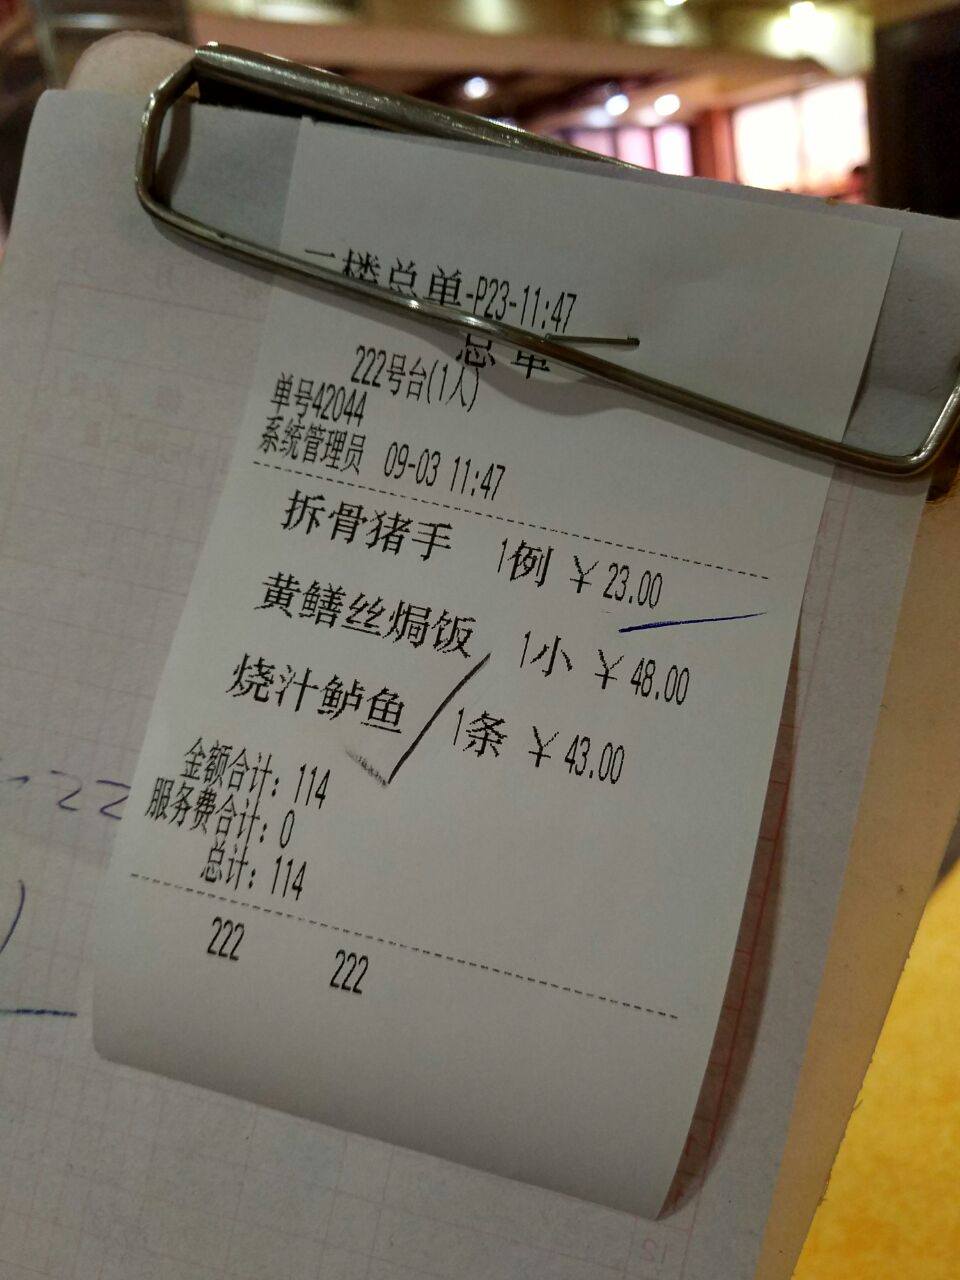 二楼总单-P23-11:47
总单
222号台(1人)
单号42044
系统管理员 09-03 11:47
拆骨猪手 1例 ￥23.00
黄鳝丝焗饭 1小 ￥48.00
烧汁鲈鱼 1条 ￥43.00
金额合计：114
服务费合计：0
总计：114
222 222